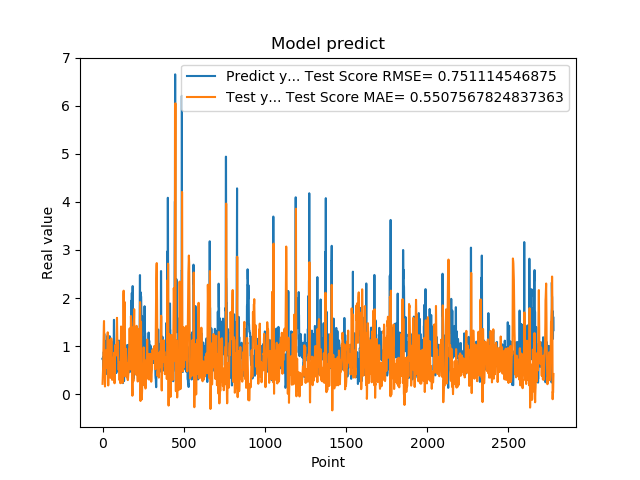 Model predict
Predict y... Test Score RMSE= 0.751114546875
Test y... Test Score MAE= 0.5507567824837363
Real value
7
6
5
4
3
2
1
0
0 500 1000 1500 2000 2500
Point